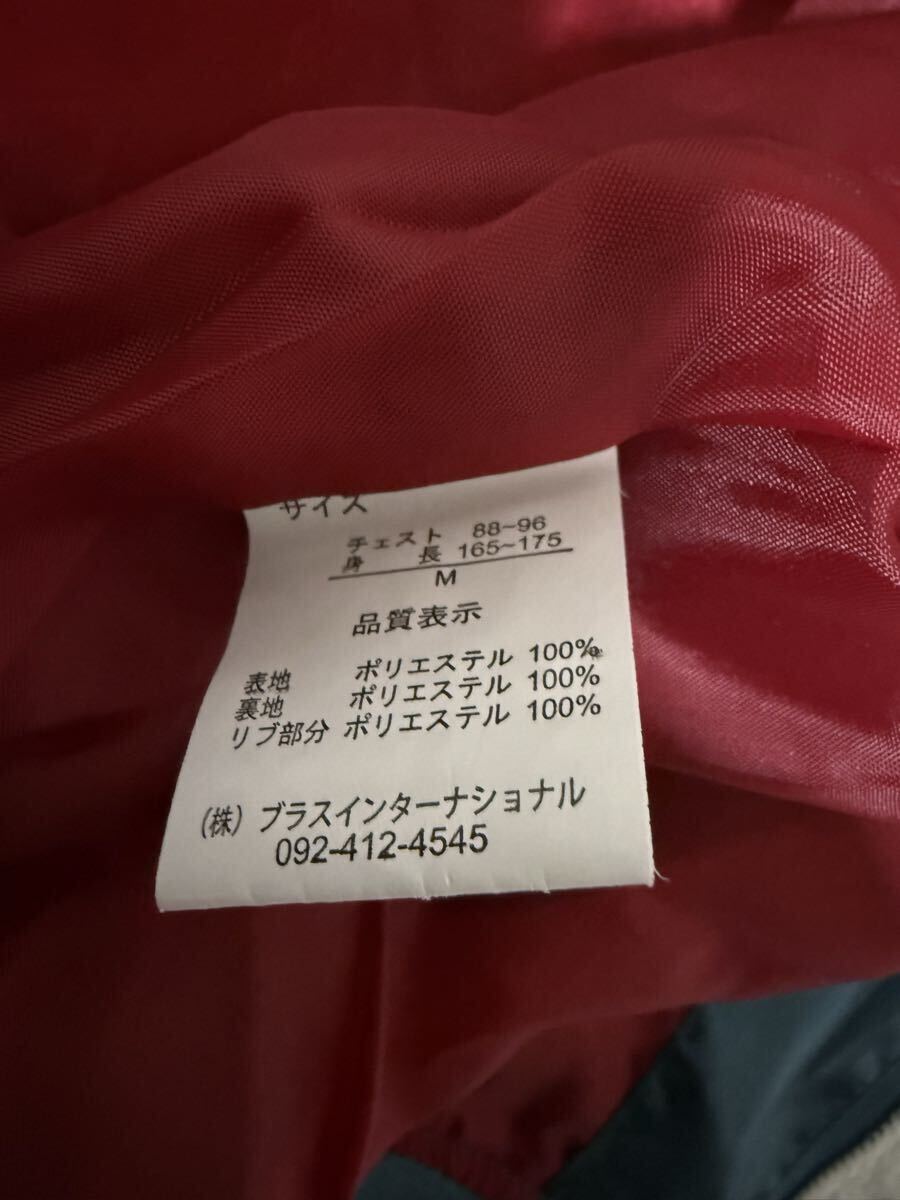 サイズ
チェスト 88~96
身長 165~175
M
品質表示
表地 ポリエステル 100%
裏地 ポリエステル 100%
リブ部分 ポリエステル 100%
(株) ブラスインターナショナル
092-412-4545